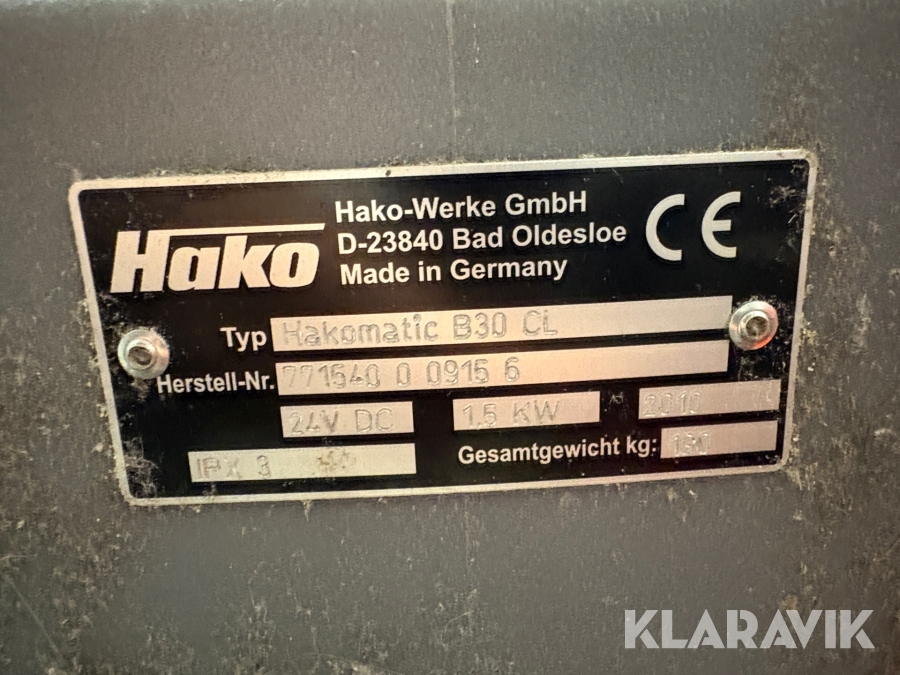 Hako
Hako-Werke GmbH
D-23840 Bad Oldesloe
Made in Germany
CE
Typ Hakomatic B30 CL
Herstell-Nr. 771540 0 0915 6
24V DC 1,5 KW 2010
IPX 3
Gesamtgewicht kg:
KLARAVIK